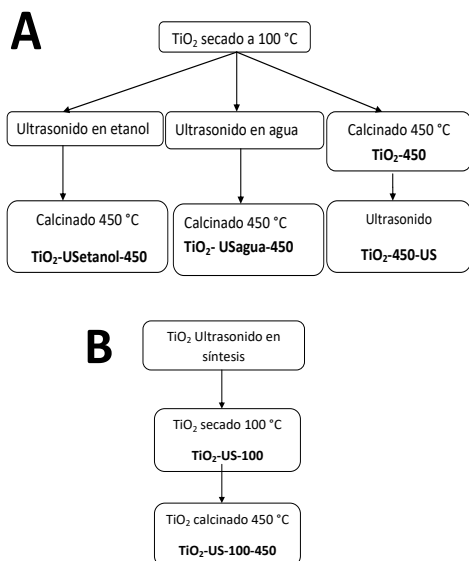 A
TiO₂ secado a 100 °C
Ultrasonido en etanol
Ultrasonido en agua
Calcinado 450 °C
TiO₂-450
Calcinado 450 °C
TiO₂-USetanol-450
Calcinado 450 °C
TiO₂- USagua-450
Ultrasonido
TiO₂-450-US
B
TiO₂ Ultrasonido en
síntesis
TiO₂ secado 100 °C
TiO₂-US-100
TiO₂ calcinado 450 °C
TiO₂-US-100-450